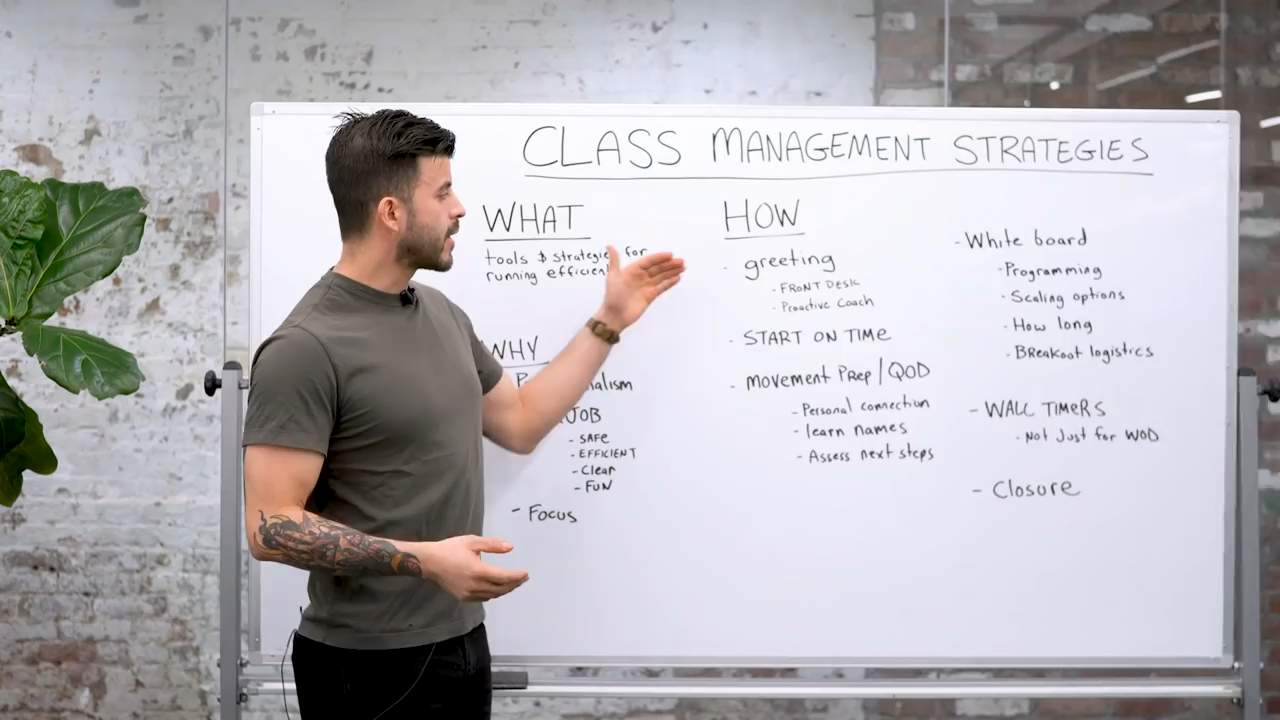 CLASS MANAGEMENT STRATEGIES
WHAT
tools & strategies for
running efficien
WHY
JOB
- SAFE
- EFFICIENT
- Clear
- FUN
- Focus
HOW
- greeting
- FRONT DESK
- Proactive Coach
- START ON TIME
- Movement Prep/QOD
- Personal connection
- learn names
- Assess next steps
- White board
- Programming
- Scaling options
- How long
- BReakout logistics
- WALL TIMERS
- Not Just for WOD
- Closure